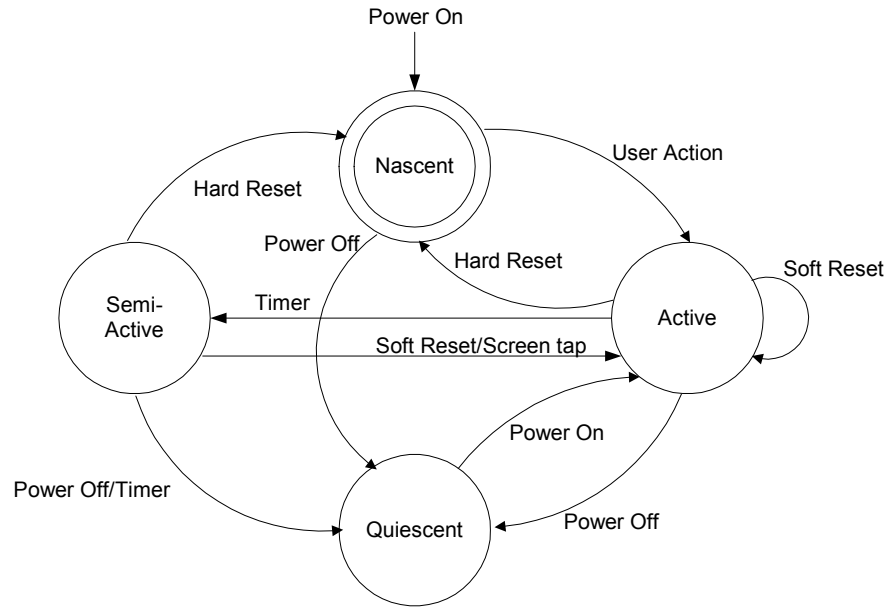 Power On
Nascent
User Action
Hard Reset
Power Off
Hard Reset
Soft Reset
Semi-
Active
Timer
Active
Soft Reset/Screen tap
Power On
Power Off/Timer
Quiescent
Power Off